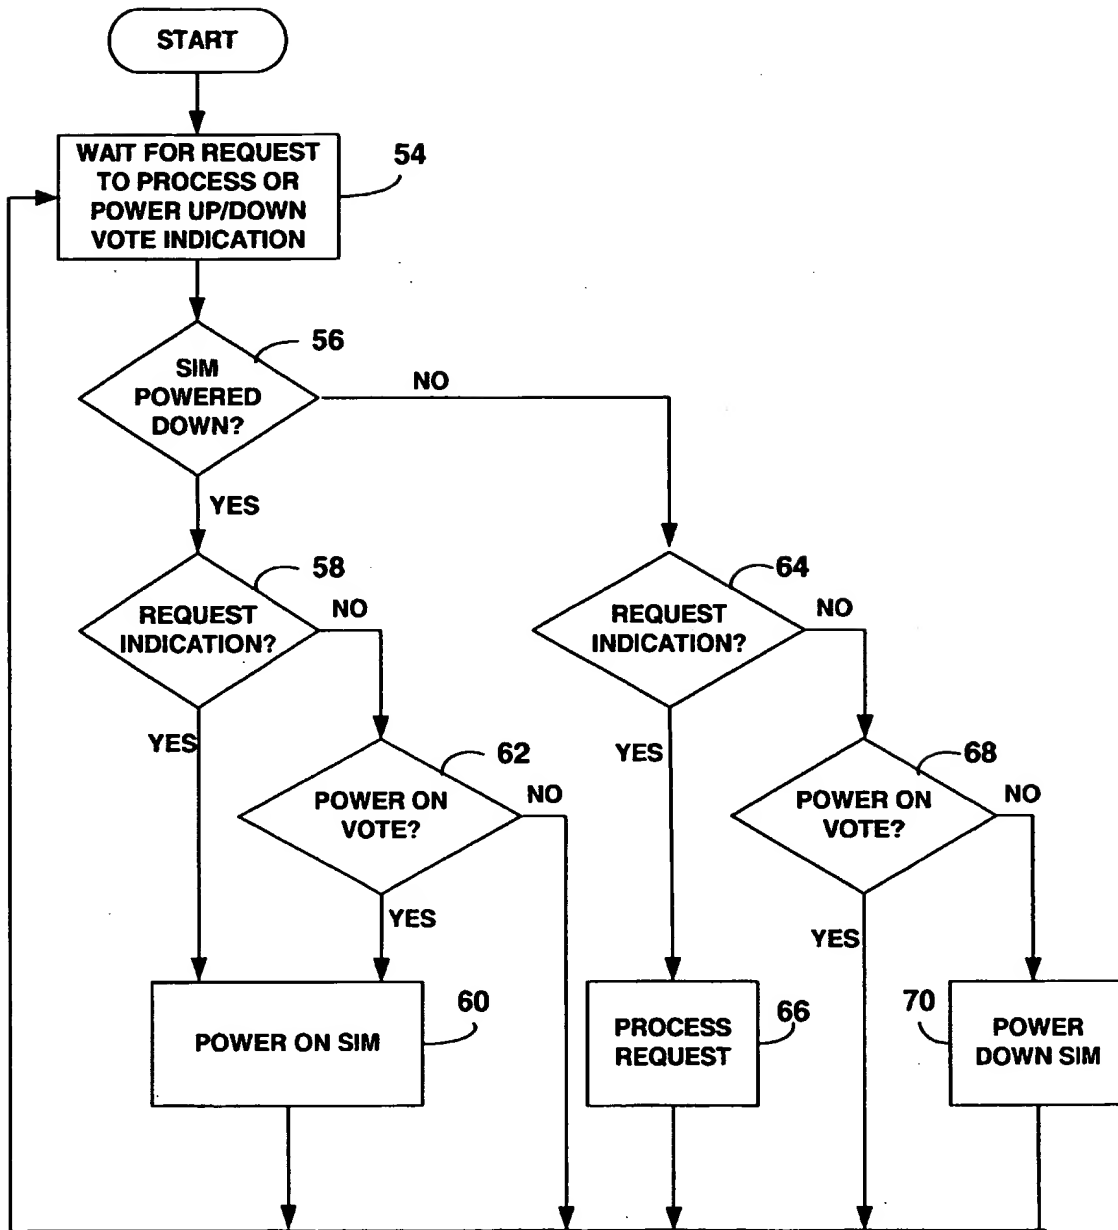 START
WAIT FOR REQUEST
TO PROCESS OR
POWER UP/DOWN
VOTE INDICATION
54
SIM
POWERED
DOWN?
56
NO
YES
REQUEST
INDICATION?
58
NO
REQUEST
INDICATION?
64
NO
YES
POWER ON
VOTE?
62
NO
YES
YES
POWER ON
VOTE?
68
NO
YES
POWER ON SIM
60
PROCESS
REQUEST
66
POWER
DOWN SIM
70